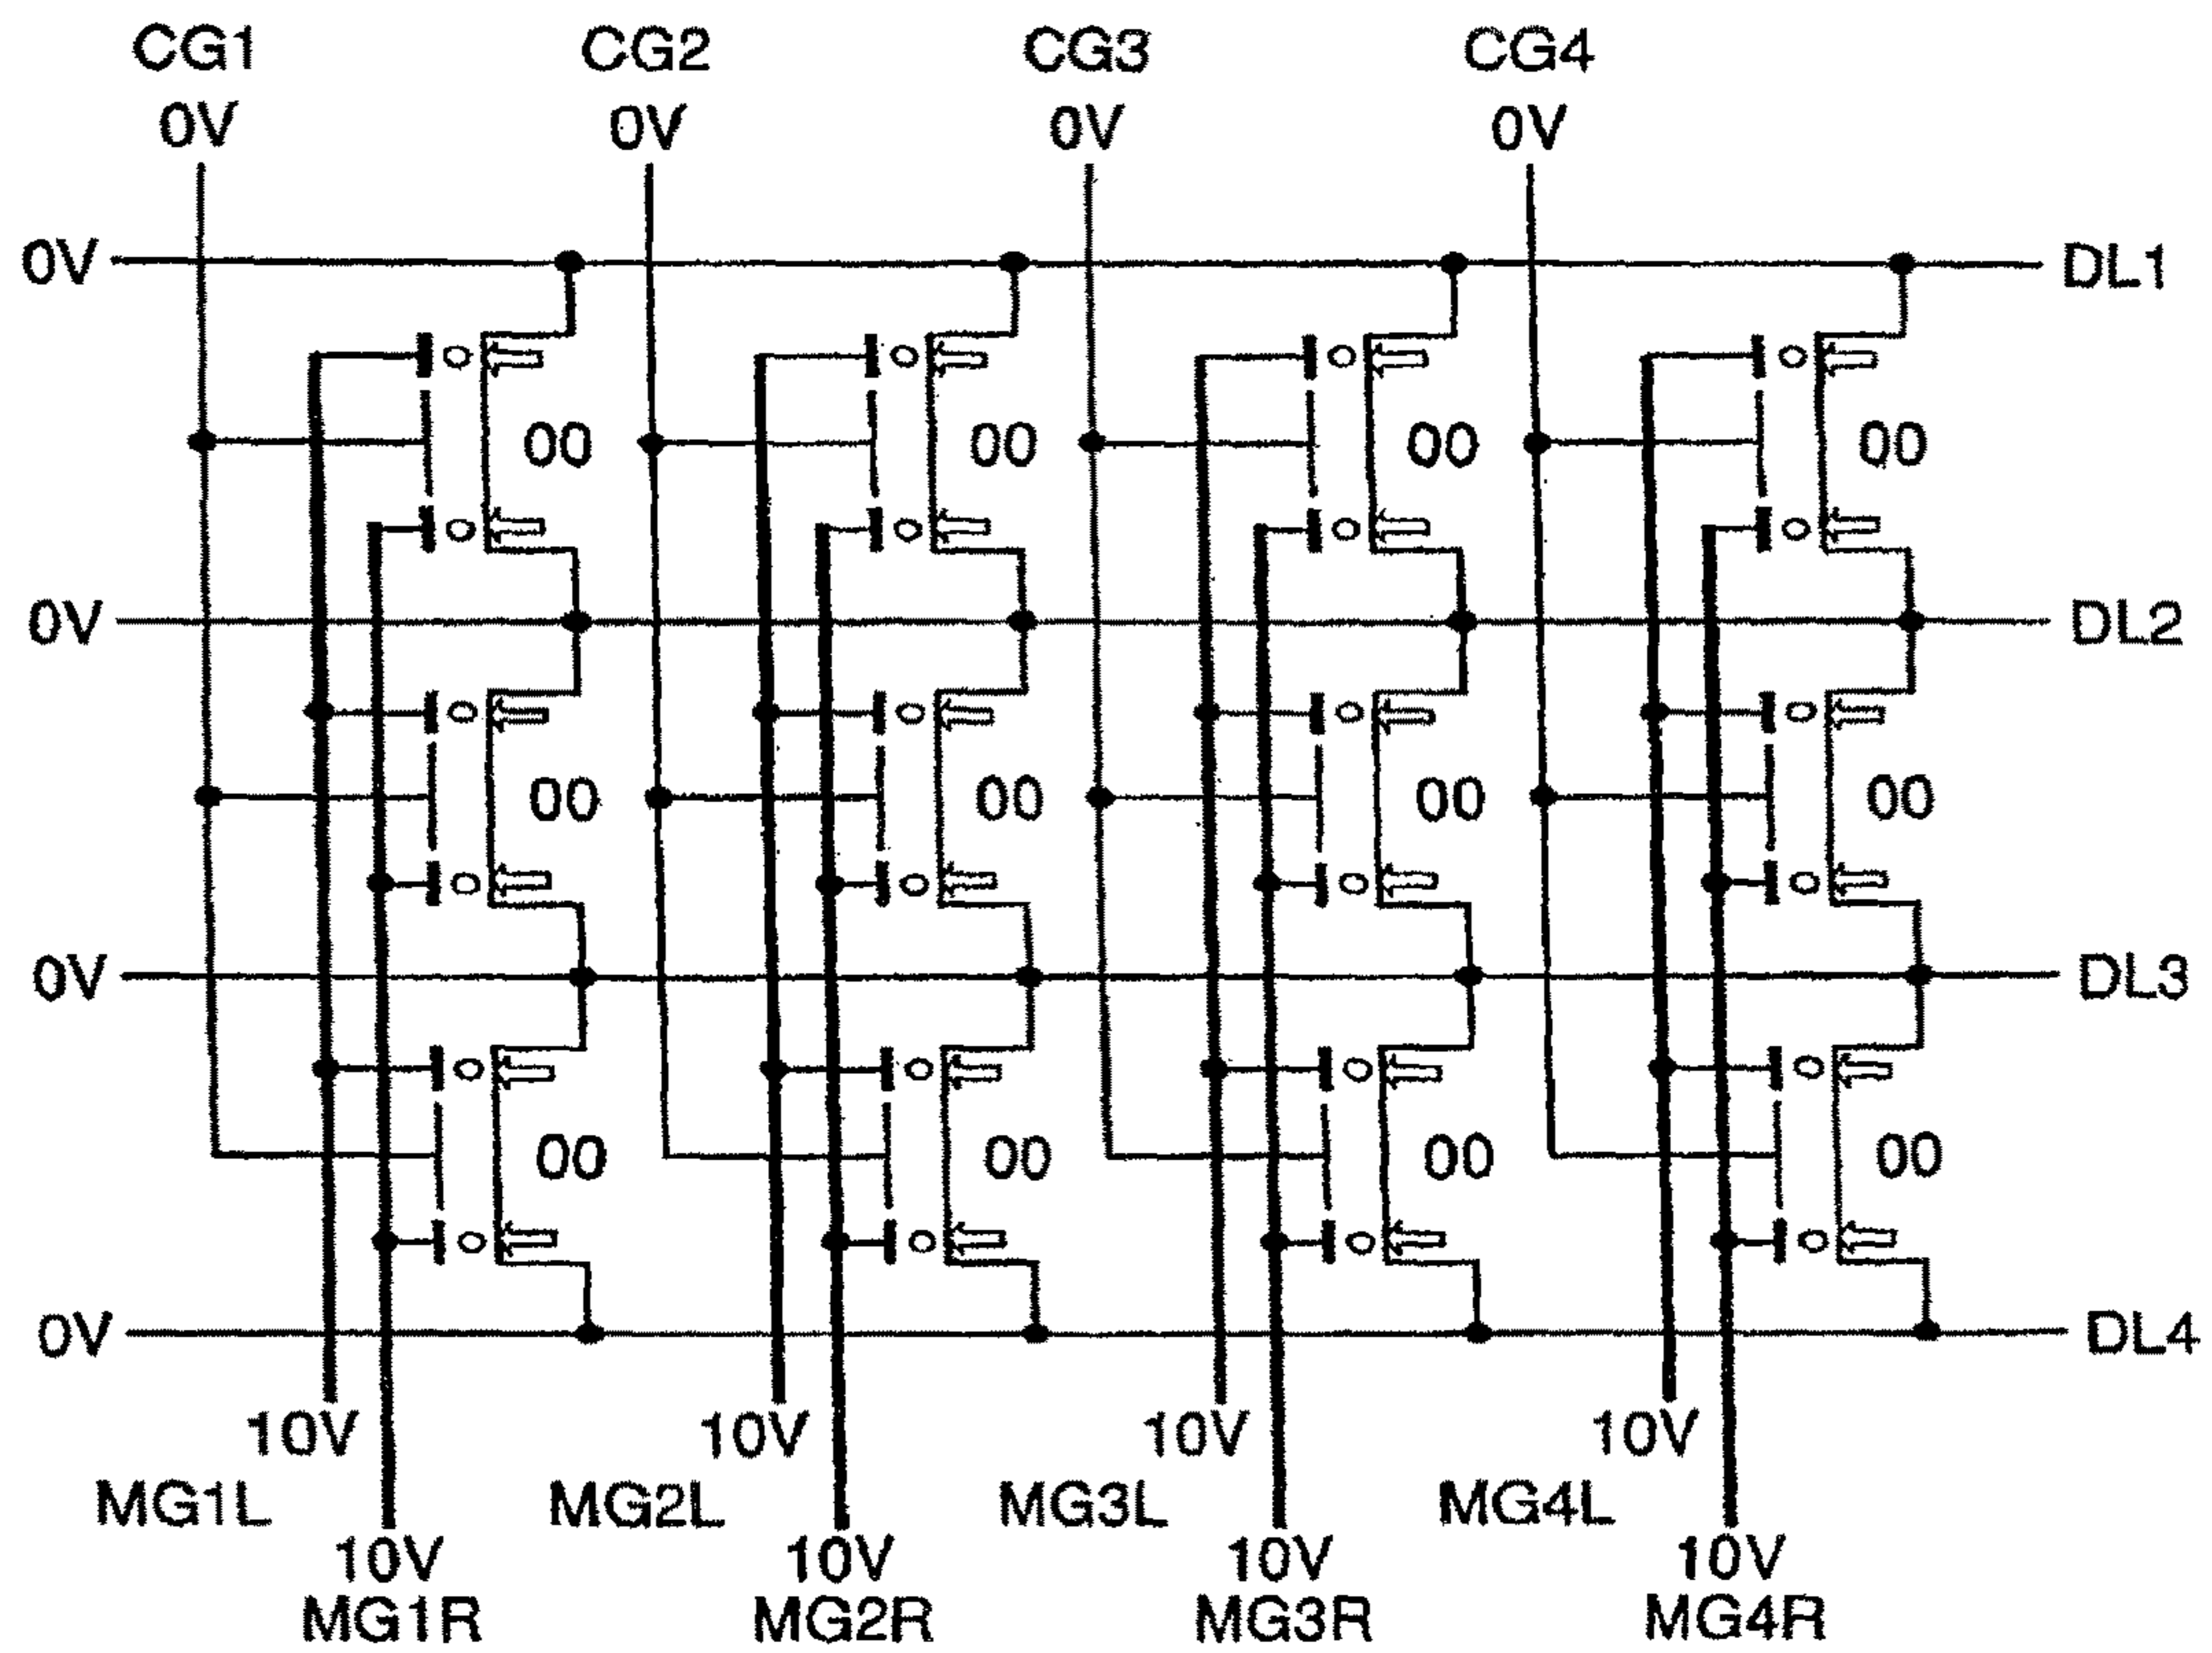 CG1 CG2 CG3 CG4
0V 0V 0V 0V
0V DL1
00 00 00 00
0V DL2
00 00 00 00
0V DL3
00 00 00 00
0V DL4
10V 10V 10V 10V
MG1L MG2L MG3L MG4L
10V 10V 10V 10V
MG1R MG2R MG3R MG4R